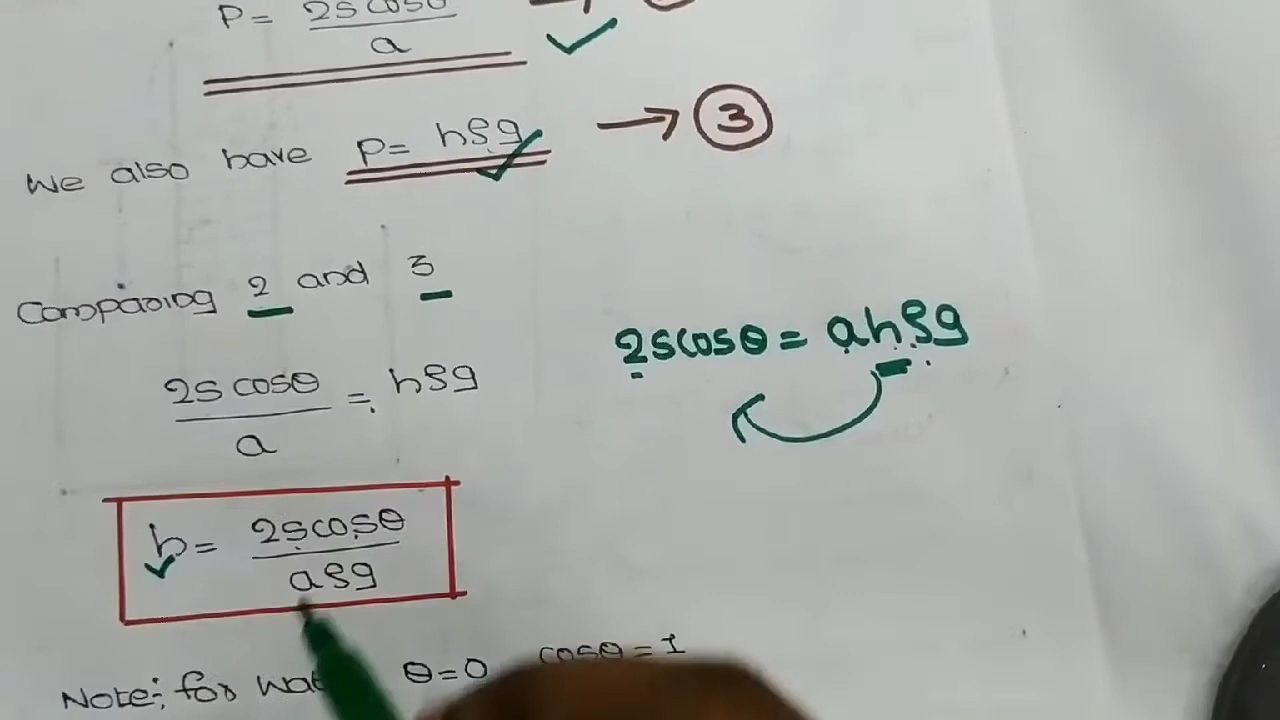 P = 2s cosθ / a
We also have P = hρg → 3
Comparing 2 and 3
2s cosθ / a = hρg
2s cosθ = ahρg
h = 2s cosθ / aρg
Note: for θ=0 cosθ = 1